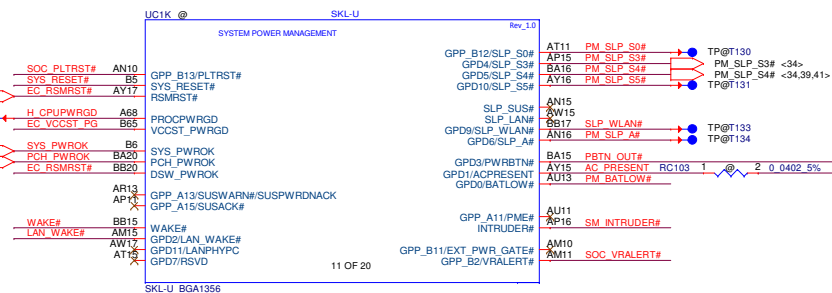 UC1K @ SKL-U
Rev_1.0
SYSTEM POWER MANAGEMENT
SOC_PLTRST# AN10 GPP_B13/PLTRST#
SYS_RESET# B5 SYS_RESET#
EC_RSMRST# AY17 RSMRST#
H_CPUPWRGD A68 PROCPWRGD
EC_VCCST_PG B65 VCCST_PWRGD
SYS_PWROK B6 SYS_PWROK
PCH_PWROK BA20 PCH_PWROK
EC_RSMRST# BB20 DSW_PWROK
AR13 GPP_A13/SUSWARN#/SUSPWRDNACK
AP11 GPP_A15/SUSACK#
WAKE# BB15 WAKE#
LAN_WAKE# AM15 GPD2/LAN_WAKE#
AW17 GPD11/LANPHYPC
AT15 GPD7/RSVD
GPP_B12/SLP_S0# AT11 PM_SLP_S0# TP@T130
GPD4/SLP_S3# AP15 PM_SLP_S3# PM_SLP_S3# <34>
GPD5/SLP_S4# BA16 PM_SLP_S4# PM_SLP_S4# <34,39,41>
GPD10/SLP_S5# AY16 PM_SLP_S5# TP@T131
SLP_SUS# AN15
SLP_LAN# AW15
GPD9/SLP_WLAN# BB17 SLP_WLAN# TP@T133
GPD6/SLP_A# AN16 PM_SLP_A# TP@T134
GPD3/PWRBTN# BA15 PBTN_OUT#
GPD1/ACPRESENT AY15 AC_PRESENT RC103 1 @ 2 0_0402_5%
GPD0/BATLOW# AU13 PM_BATLOW#
GPP_A11/PME# AU11
INTRUDER# AP16 SM_INTRUDER#
GPP_B11/EXT_PWR_GATE# AM10
GPP_B2/VRALERT# AM11 SOC_VRALERT#
11 OF 20
SKL-U_BGA1356